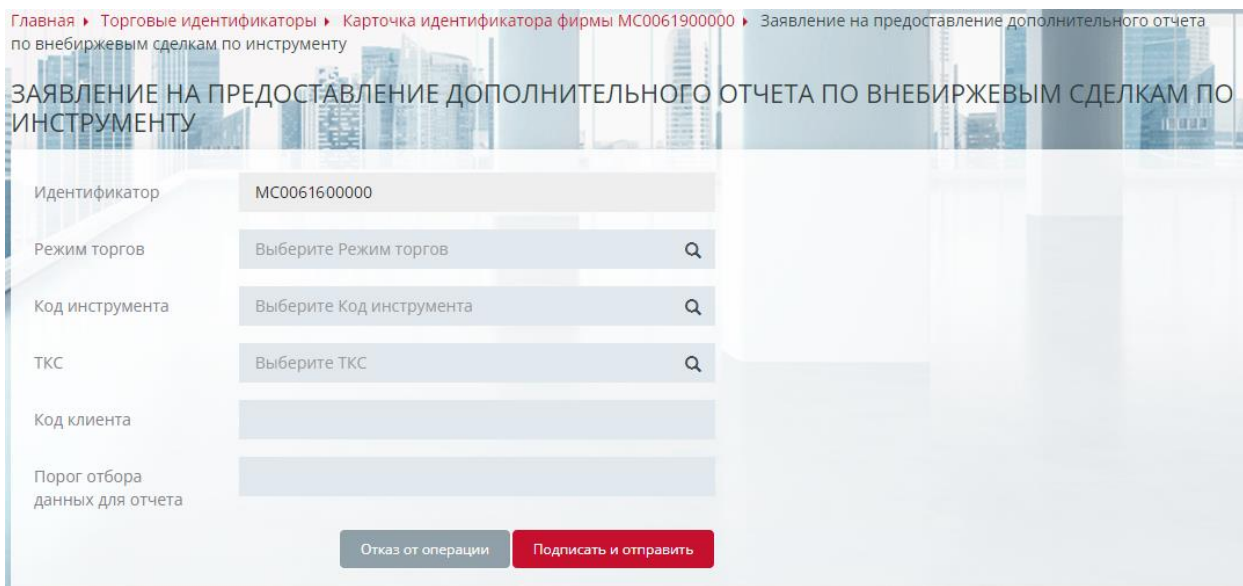 Главная ▸ Торговые идентификаторы ▸ Карточка идентификатора фирмы MC0061900000 ▸ Заявление на предоставление дополнительного отчета
по внебиржевым сделкам по инструменту
ЗАЯВЛЕНИЕ НА ПРЕДОСТАВЛЕНИЕ ДОПОЛНИТЕЛЬНОГО ОТЧЕТА ПО ВНЕБИРЖЕВЫМ СДЕЛКАМ ПО
ИНСТРУМЕНТУ
Идентификатор MC0061600000
Режим торгов Выберите Режим торгов
Код инструмента Выберите Код инструмента
ТКС Выберите ТКС
Код клиента
Порог отбора
данных для отчета
Отказ от операции Подписать и отправить